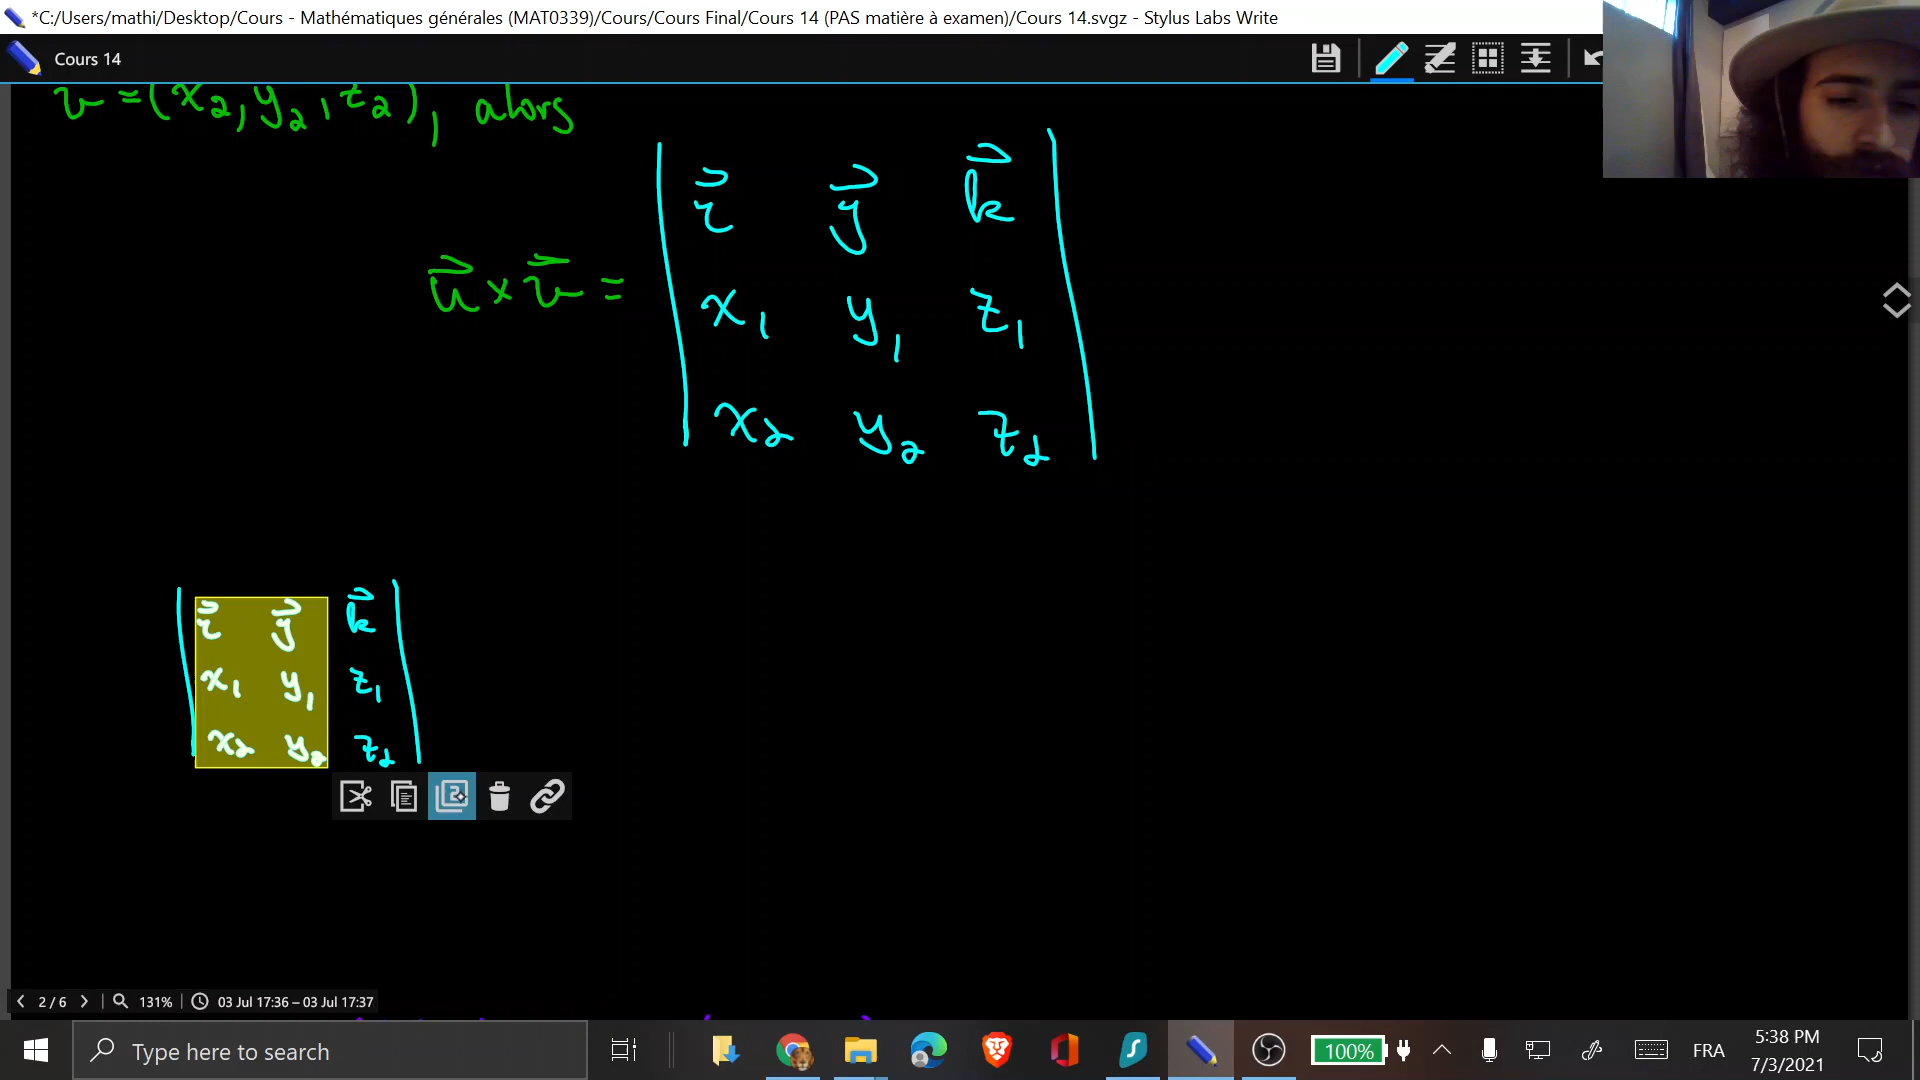 *C:/Users/mathi/Desktop/Cours - Mathématiques générales (MAT0339)/Cours/Cours Final/Cours 14 (PAS matière à examen)/Cours 14.svgz - Stylus Labs Write
Cours 14
v = (x₂, y₂, z₂), alors
i⃗ j⃗ k⃗
u⃗ × v⃗ =
x₁ y₁ z₁
x₂ y₂ z₂
i⃗ j⃗ k⃗
x₁ y₁ z₁
x₂ y₂ z₂
2 / 6 131% 03 Jul 17:36 – 03 Jul 17:37
Type here to search
100%
FRA
5:38 PM
7/3/2021